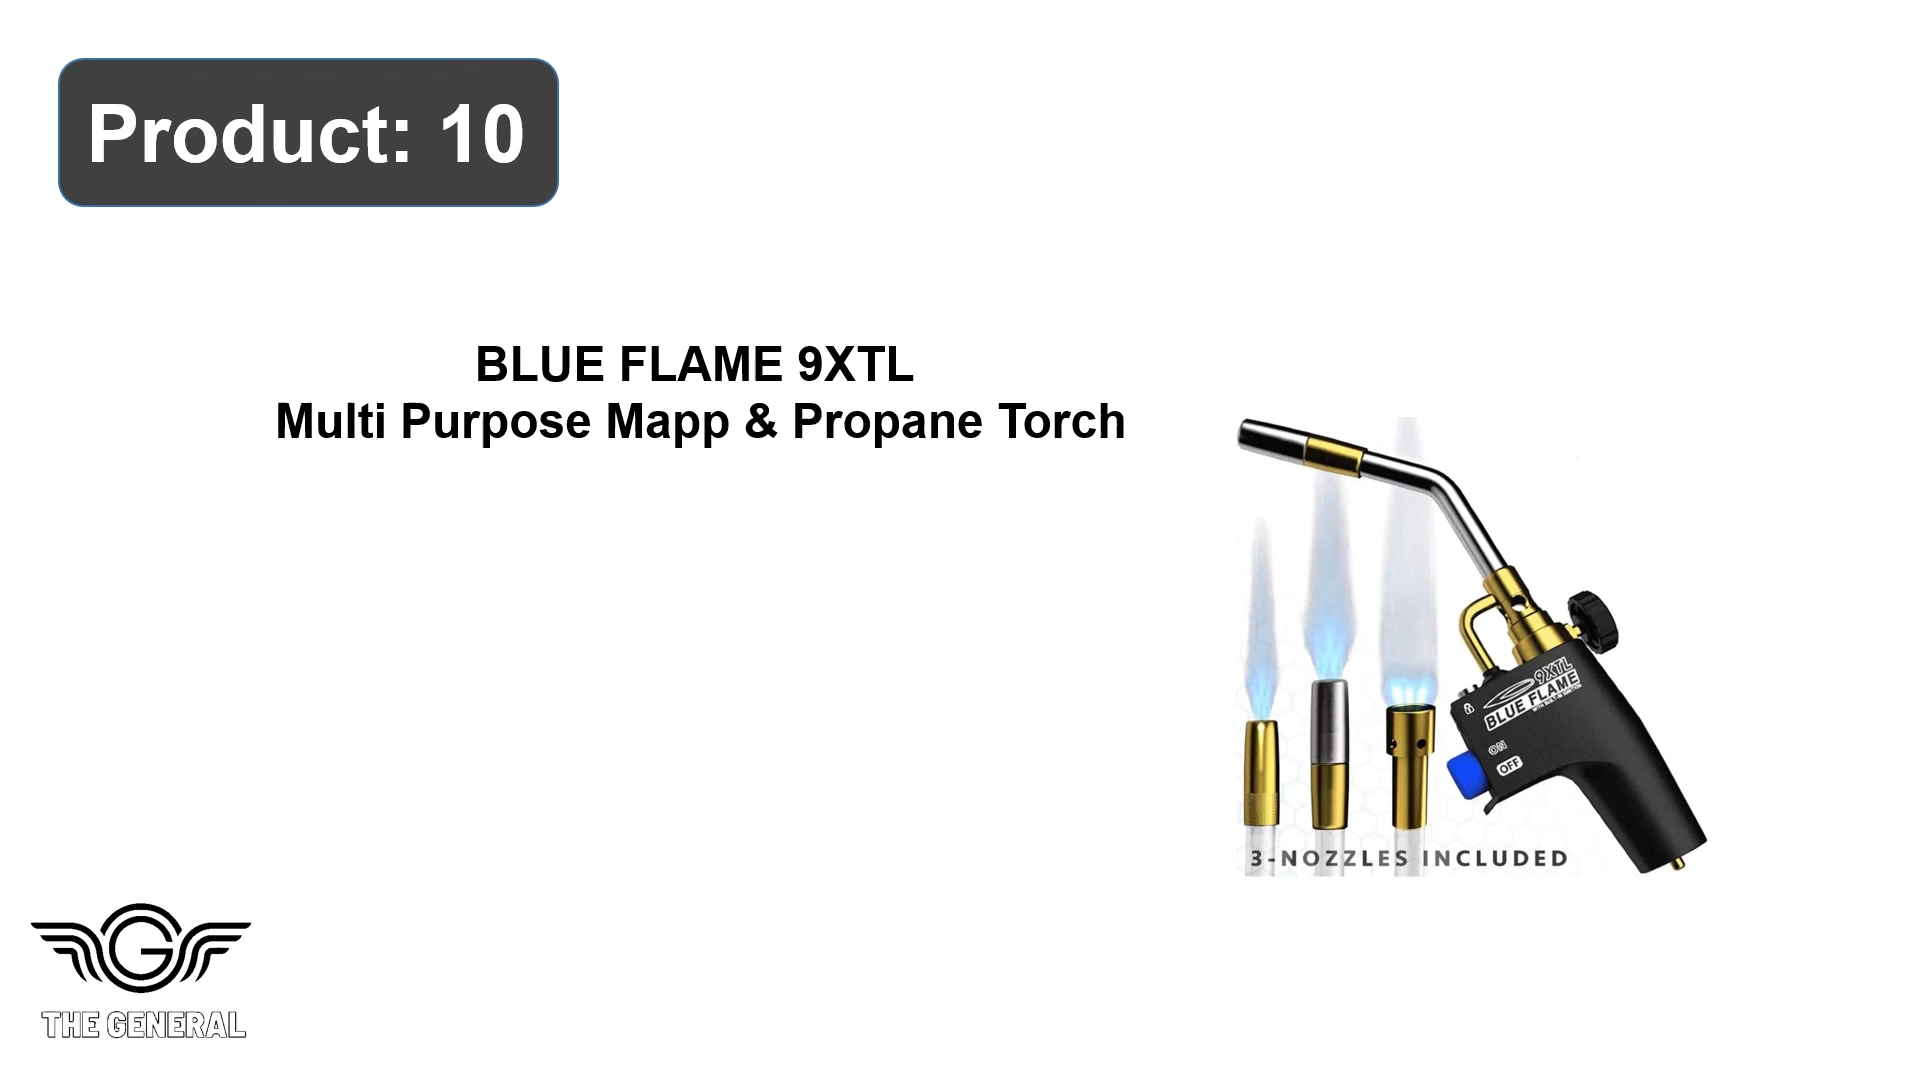 Product: 10
BLUE FLAME 9XTL
Multi Purpose Mapp & Propane Torch
9XTL
BLUE FLAME
ON
OFF
3-NOZZLES INCLUDED
G
THE GENERAL